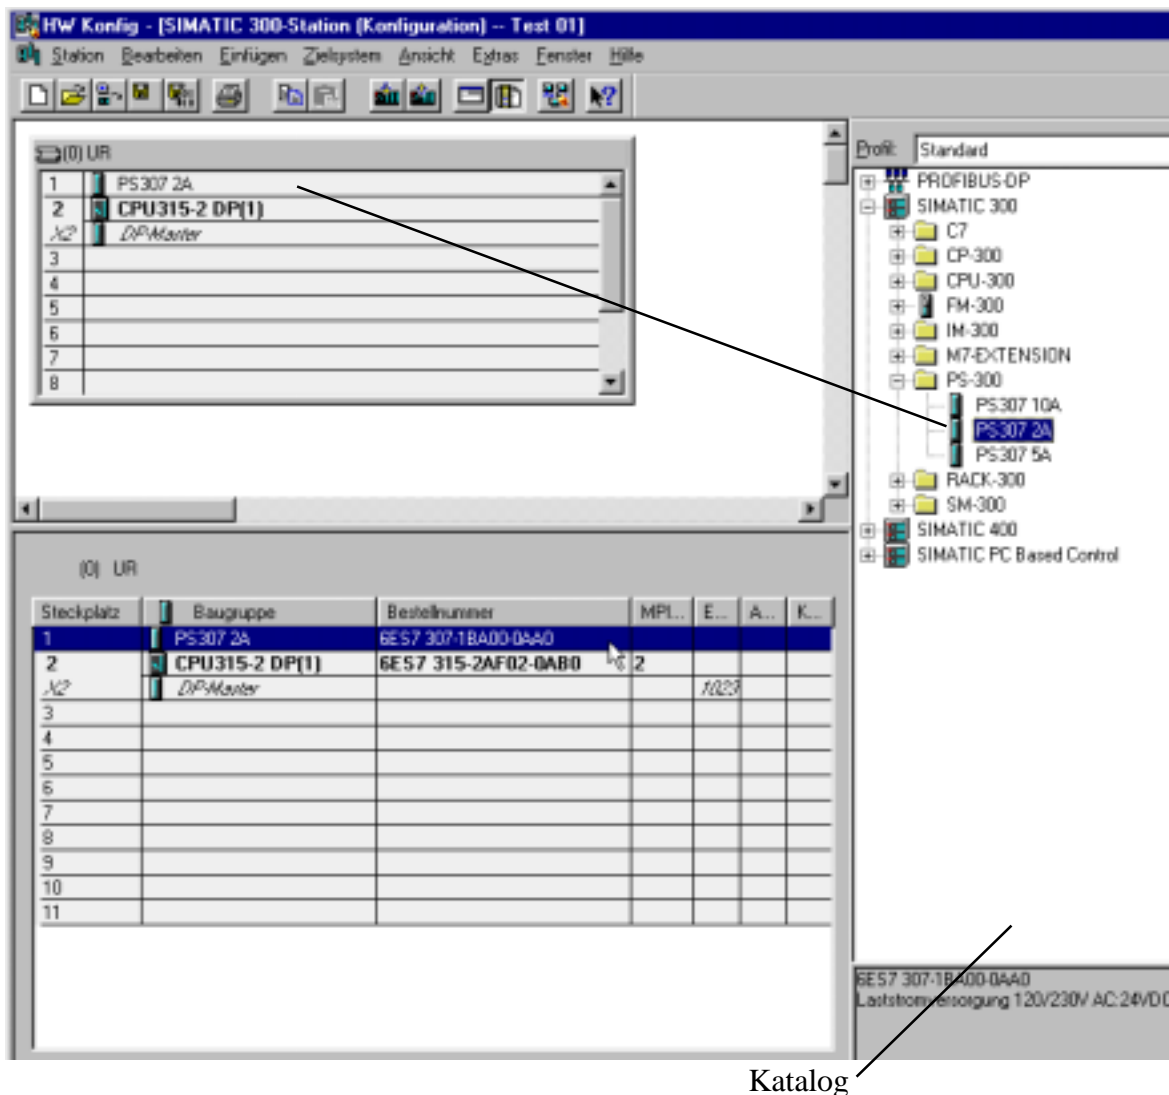 HW Konfig - [SIMATIC 300-Station (Konfiguration) -- Test 01]
Station Bearbeiten Einfügen Zielsystem Ansicht Extras Fenster Hilfe
(0) UR
1 PS307 2A
2 CPU315-2 DP(1)
X2 DP-Master
3
4
5
6
7
8
Profil: Standard
PROFIBUS-DP
SIMATIC 300
C7
CP-300
CPU-300
FM-300
IM-300
M7-EXTENSION
PS-300
PS307 10A
PS307 2A
PS307 5A
RACK-300
SM-300
SIMATIC 400
SIMATIC PC Based Control
(0) UR
Steckplatz Baugruppe Bestellnummer MPI... E... A... K...
1 PS307 2A 6ES7 307-1BA00-0AA0
2 CPU315-2 DP(1) 6ES7 315-2AF02-0AB0 2
X2 DP-Master 1023
3
4
5
6
7
8
9
10
11
6ES7 307-1BA00-0AA0
Laststromversorgung 120/230V AC:24VDC
Katalog